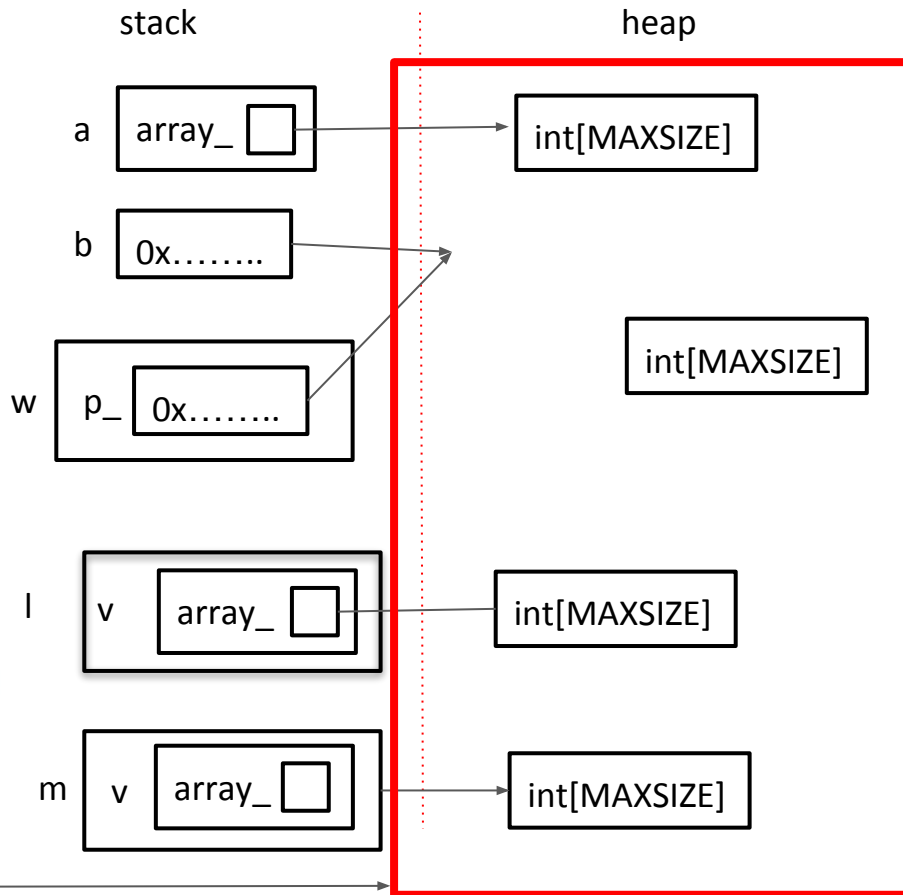 stack heap
a array_ int[MAXSIZE]
b 0x……..
int[MAXSIZE]
w p_ 0x……..
l v array_ int[MAXSIZE]
m v array_ int[MAXSIZE]